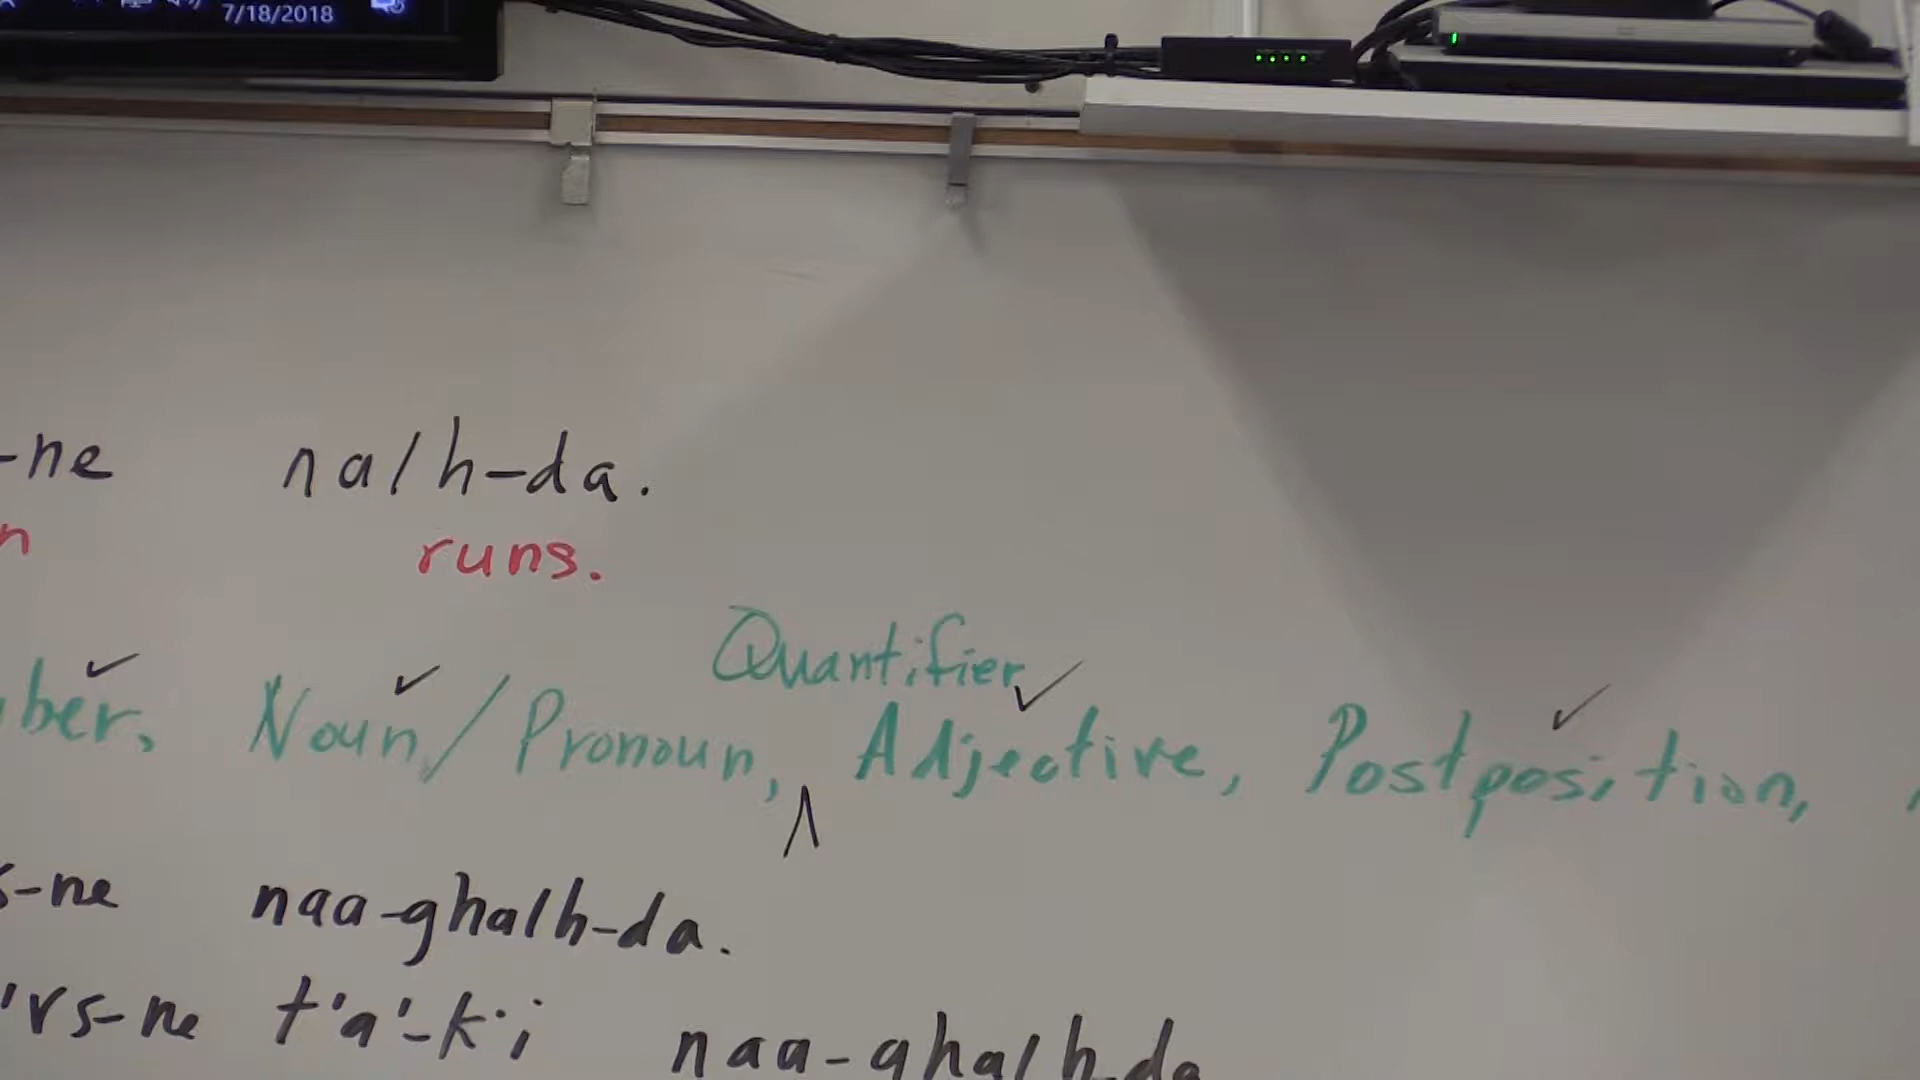 7/18/2018
-ne nalh-da.
n runs.
Quantifier
ber, Noun/Pronoun, Adjective, Postposition,
s-ne naa-ghalh-da.
'vs-ne t'a'-k'i naa-ghalh-da